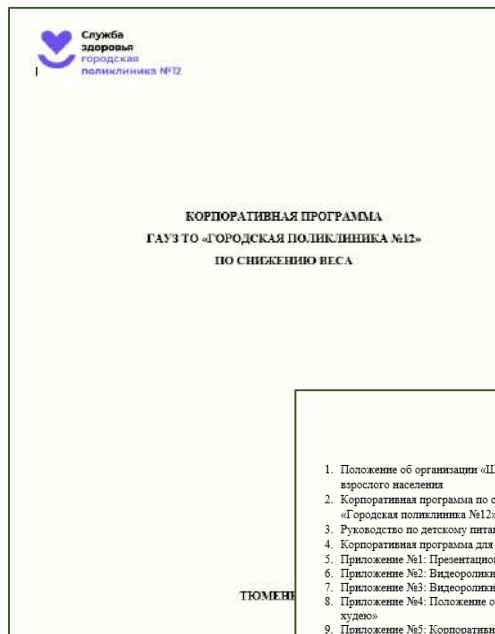 Служба
здоровья
городская
поликлиника №12
КОРПОРАТИВНАЯ ПРОГРАММА
ГАУЗ ТО «ГОРОДСКАЯ ПОЛИКЛИНИКА №12»
ПО СНИЖЕНИЮ ВЕСА
ТЮМЕНЬ
1. Положение об организации «Ш
взрослого населения
2. Корпоративная программа по с
«Городская поликлиника №12»
3. Руководство по детскому пита
4. Корпоративная программа для
5. Приложение №1: Презентацио
6. Приложение №2: Видеоролики
7. Приложение №3: Видеоролики
8. Приложение №4: Положение о
худею»
9. Приложение №5: Корпоративн